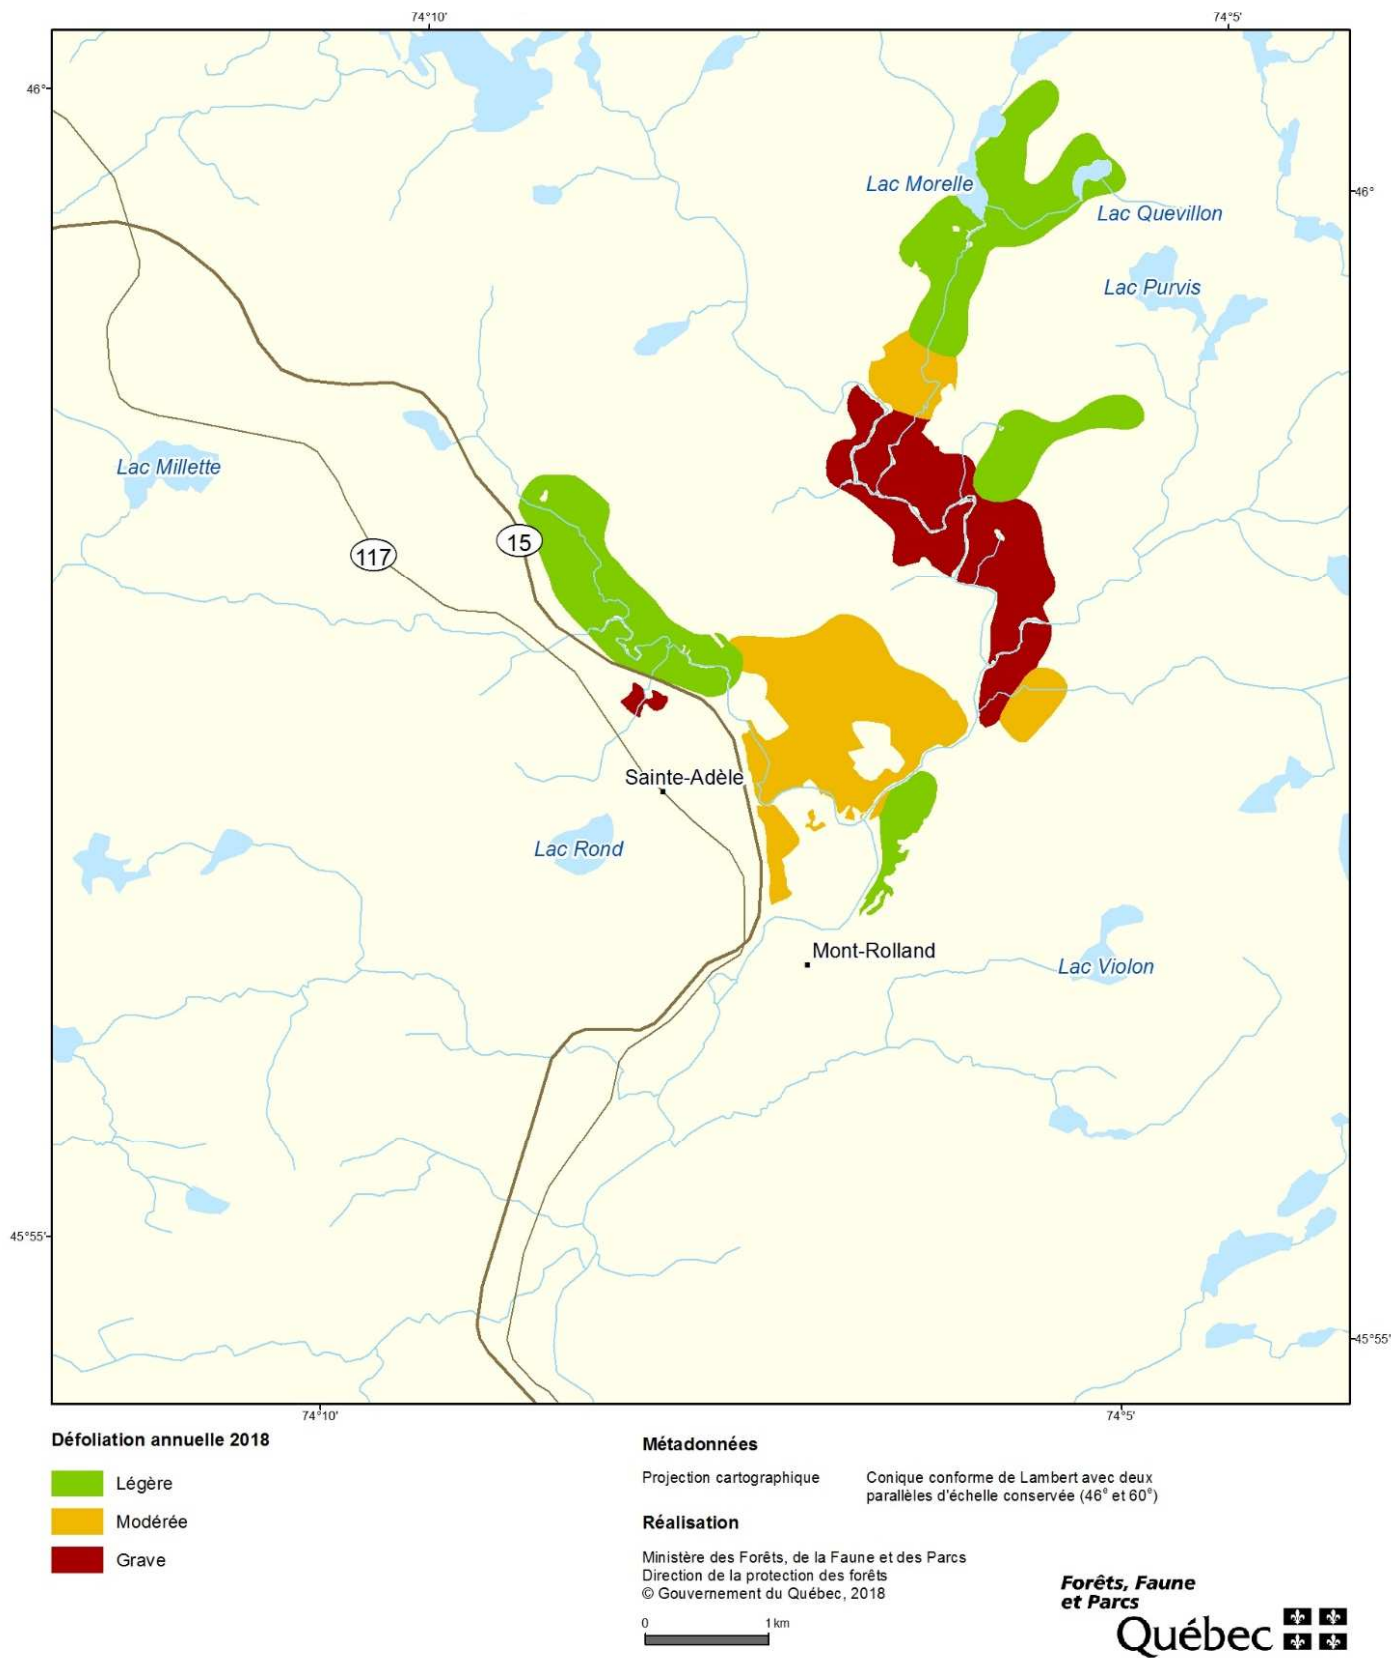 74°10'
74°5'
46°
Lac Morelle
46°
Lac Quevillon
Lac Purvis
Lac Millette
15
117
Sainte-Adèle
Lac Rond
Mont-Rolland
Lac Violon
45°55'
45°55'
74°10'
74°5'
Défoliation annuelle 2018
Légère
Modérée
Grave
Métadonnées
Projection cartographique
Conique conforme de Lambert avec deux
parallèles d'échelle conservée (46° et 60°)
Réalisation
Ministère des Forêts, de la Faune et des Parcs
Direction de la protection des forêts
© Gouvernement du Québec, 2018
0 1 km
Forêts, Faune
et Parcs
Québec